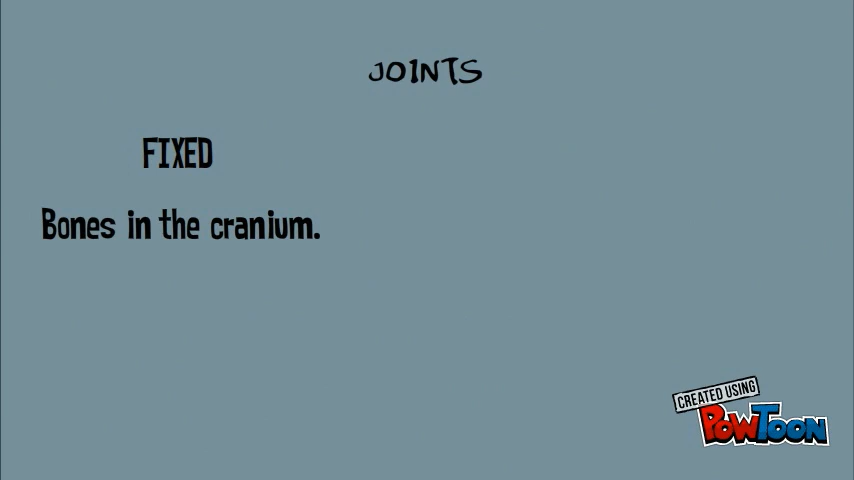 JOINTS
FIXED
Bones in the cranium.
CREATED USING
POWTOON